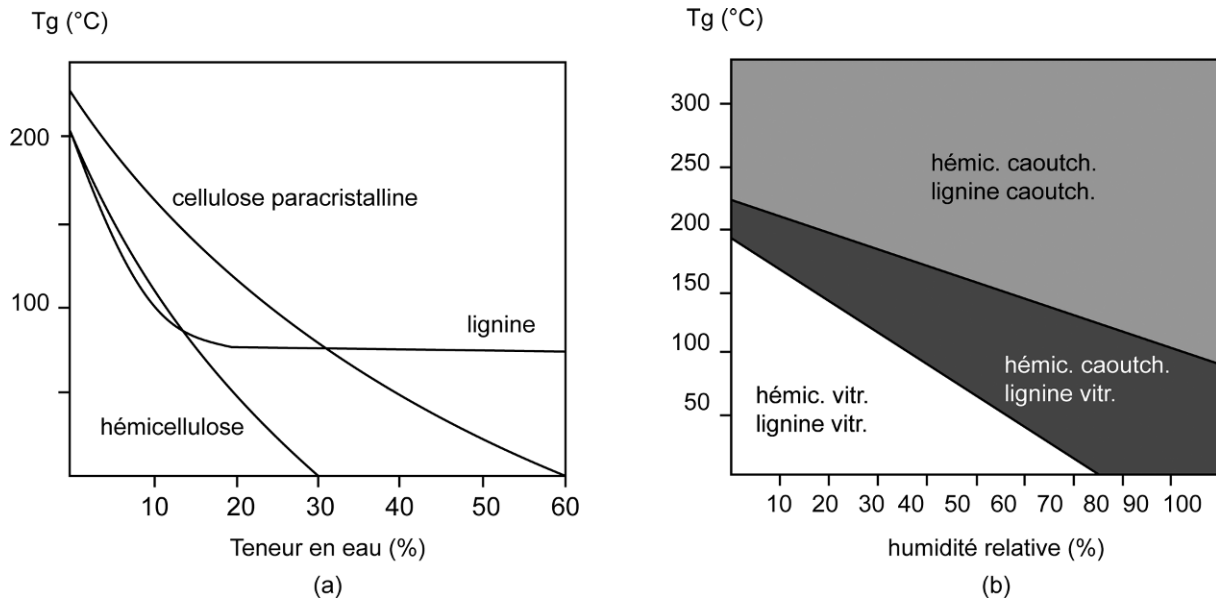 Tg (°C)
200
100
cellulose paracristalline
lignine
hémicellulose
10 20 30 40 50 60
Teneur en eau (%)
(a)
Tg (°C)
300
250
200
150
100
50
hémic. caoutch.
lignine caoutch.
hémic. caoutch.
lignine vitr.
hémic. vitr.
lignine vitr.
10 20 30 40 50 60 70 80 90 100
humidité relative (%)
(b)